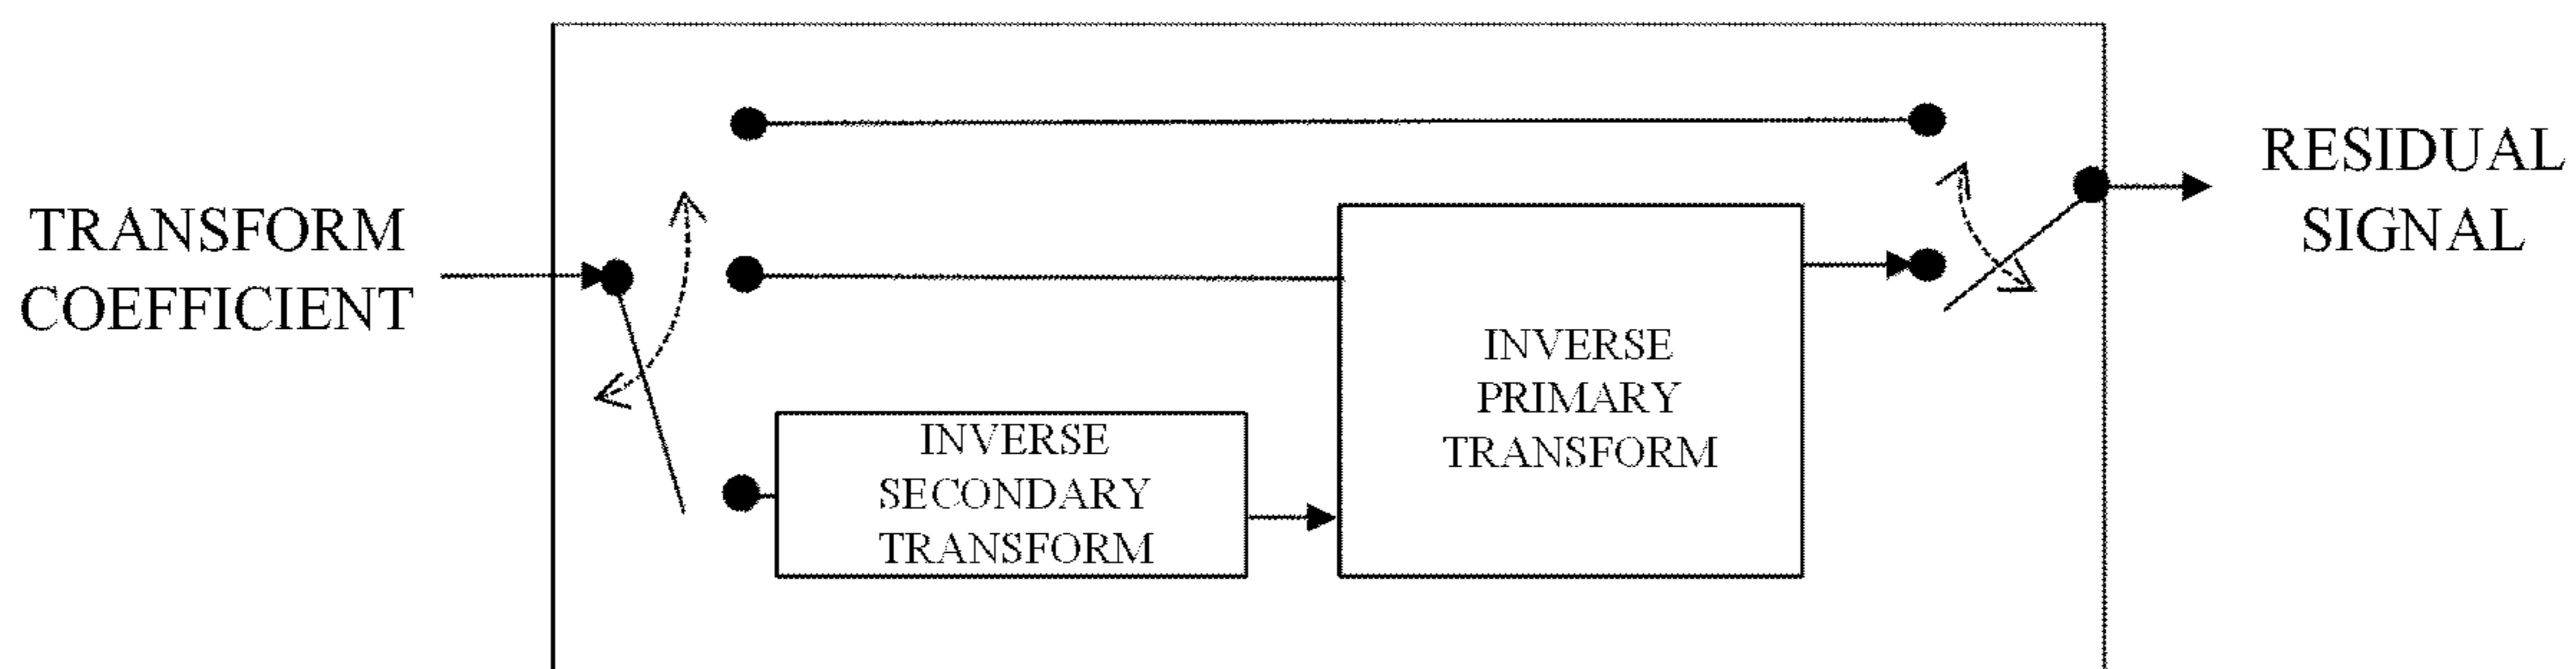 TRANSFORM
COEFFICIENT
INVERSE
SECONDARY
TRANSFORM
INVERSE
PRIMARY
TRANSFORM
RESIDUAL
SIGNAL